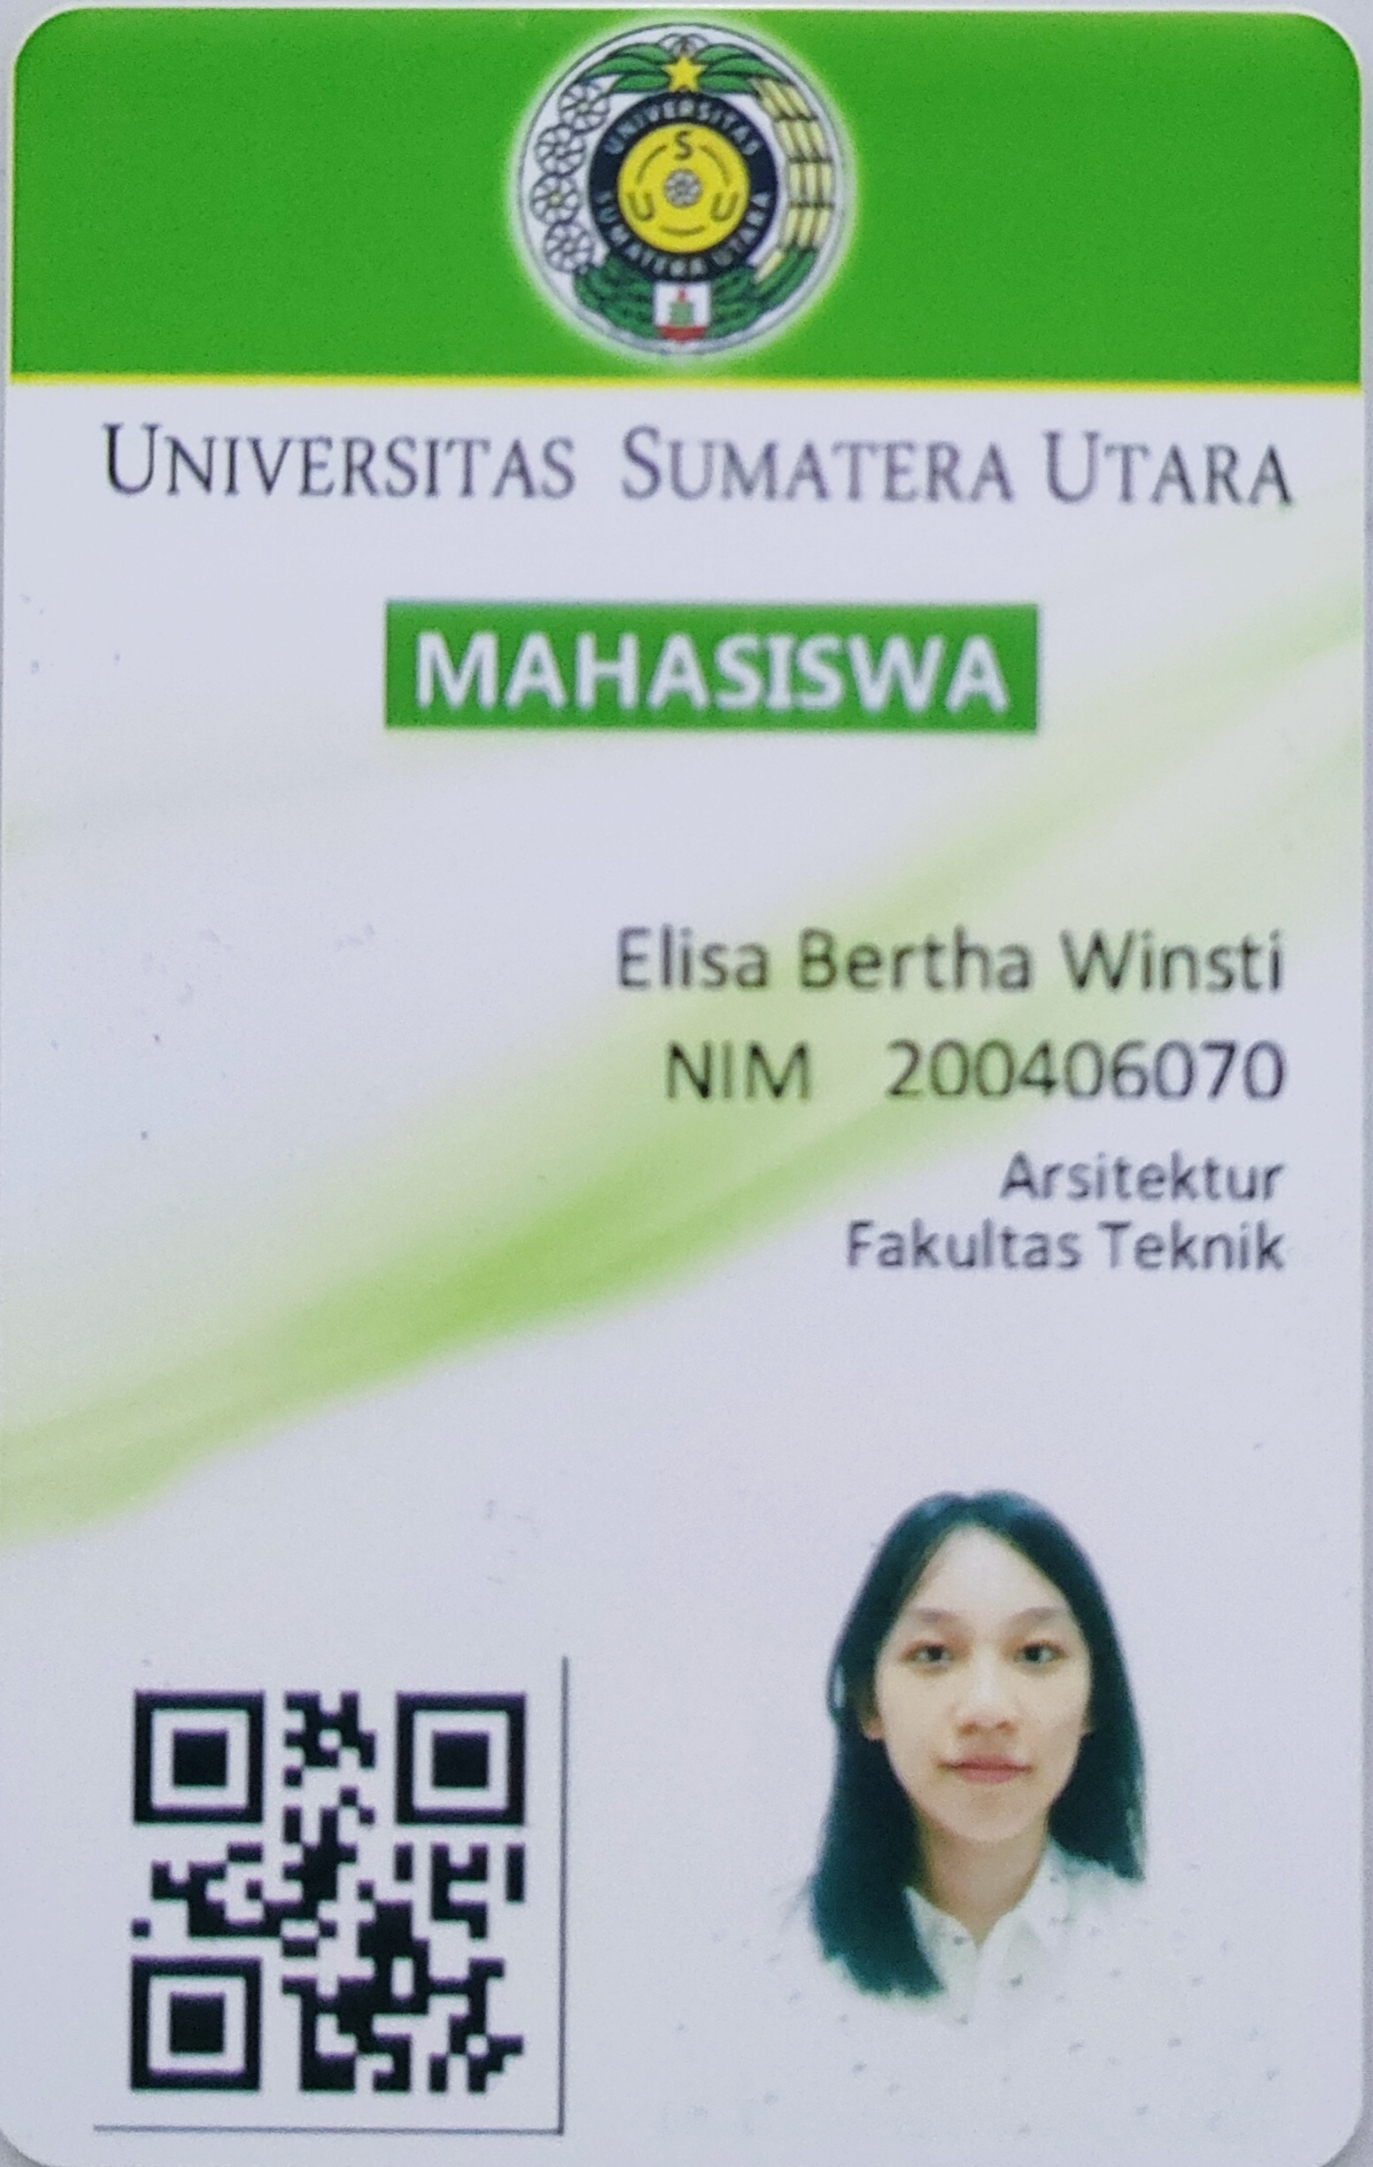 UNIVERSITAS
S
U U
SUMATERA UTARA
UNIVERSITAS SUMATERA UTARA
MAHASISWA
Elisa Bertha Winsti
NIM 200406070
Arsitektur
Fakultas Teknik